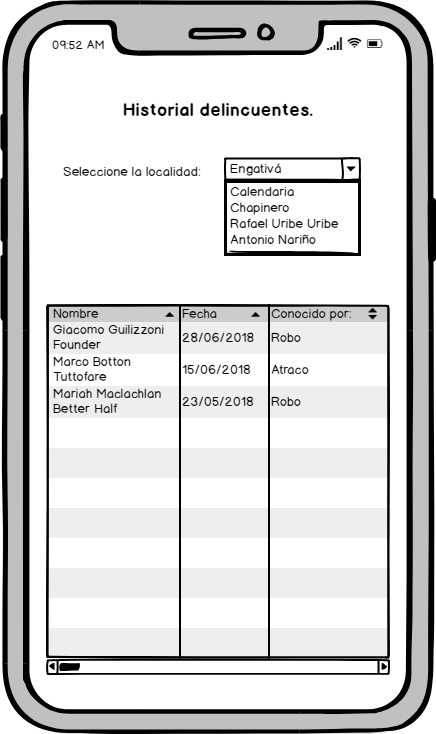 09:52 AM
Historial delincuentes.
Seleccione la localidad:
Engativá
Calendaria
Chapinero
Rafael Uribe Uribe
Antonio Nariño
Nombre Fecha Conocido por:
Giacomo Guilizzoni
Founder 28/06/2018 Robo
Marco Botton
Tuttofare 15/06/2018 Atraco
Mariah Maclachlan
Better Half 23/05/2018 Robo